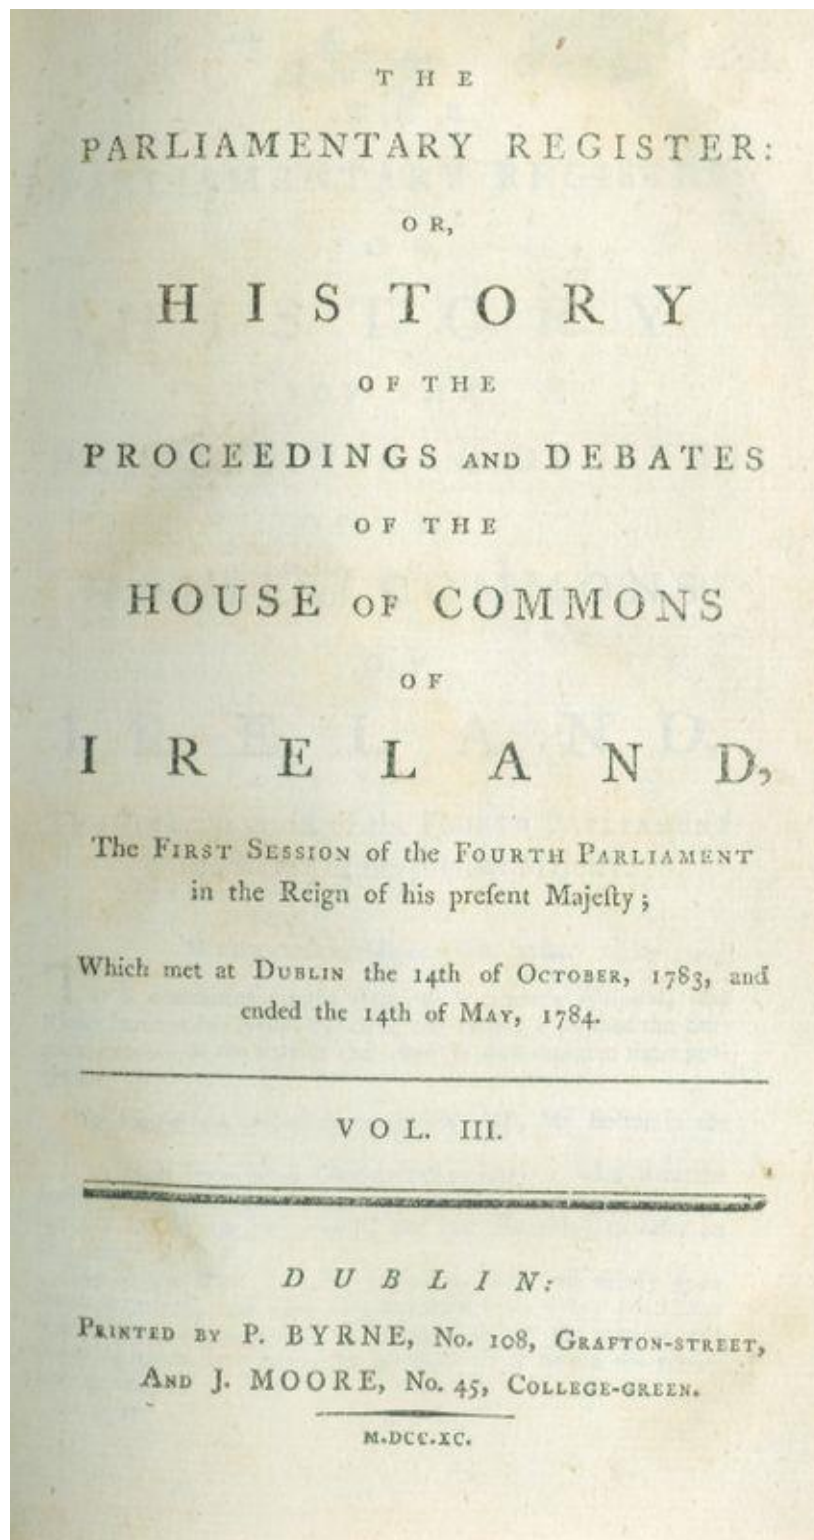 THE
PARLIAMENTARY REGISTER:
OR,
HISTORY
OF THE
PROCEEDINGS AND DEBATES
OF THE
HOUSE OF COMMONS
OF
IRELAND,
The FIRST SESSION of the FOURTH PARLIAMENT
in the Reign of his preſent Majeſty;
Which met at DUBLIN the 14th of OCTOBER, 1783, and
ended the 14th of MAY, 1784.
VOL. III.
DUBLIN:
PRINTED BY P. BYRNE, No. 108, GRAFTON-STREET,
AND J. MOORE, No. 45, COLLEGE-GREEN.
M.DCC.XC.